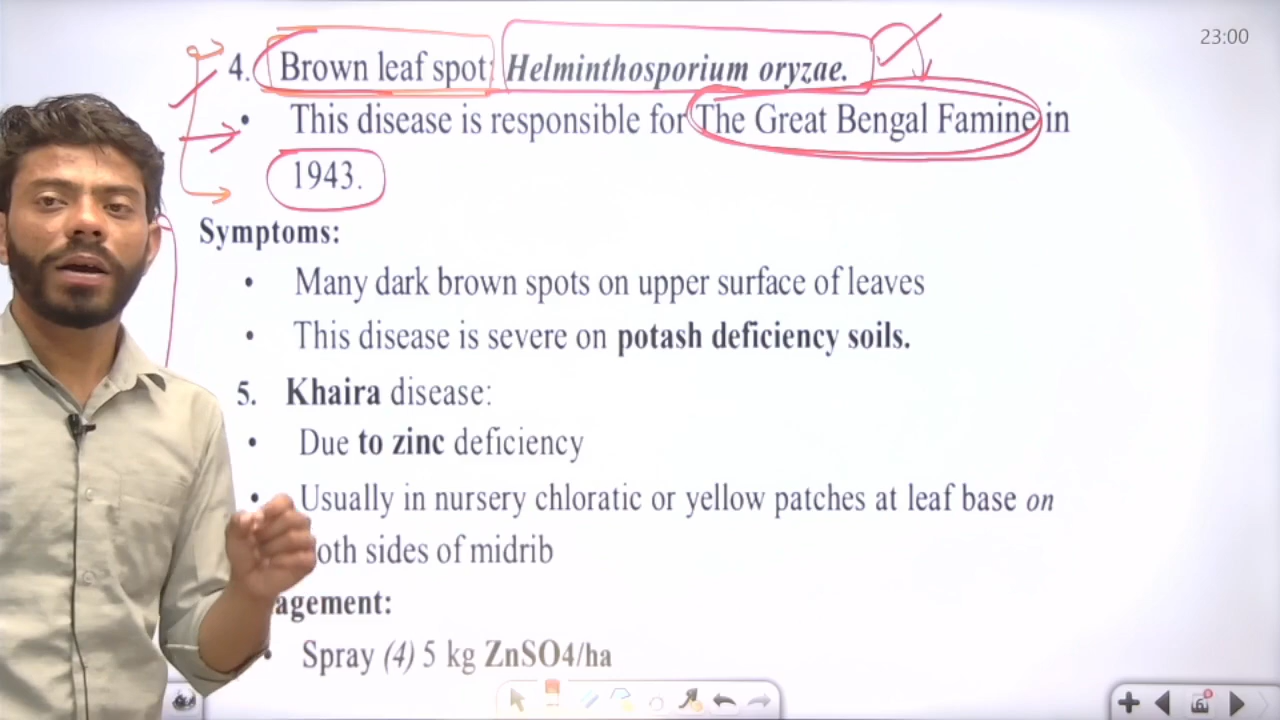 23:00
4. Brown leaf spot: Helminthosporium oryzae.
• This disease is responsible for The Great Bengal Famine in
1943.
Symptoms:
• Many dark brown spots on upper surface of leaves
• This disease is severe on potash deficiency soils.
5. Khaira disease:
• Due to zinc deficiency
• Usually in nursery chloratic or yellow patches at leaf base on
oth sides of midrib
agement:
• Spray (4) 5 kg ZnSO4/ha